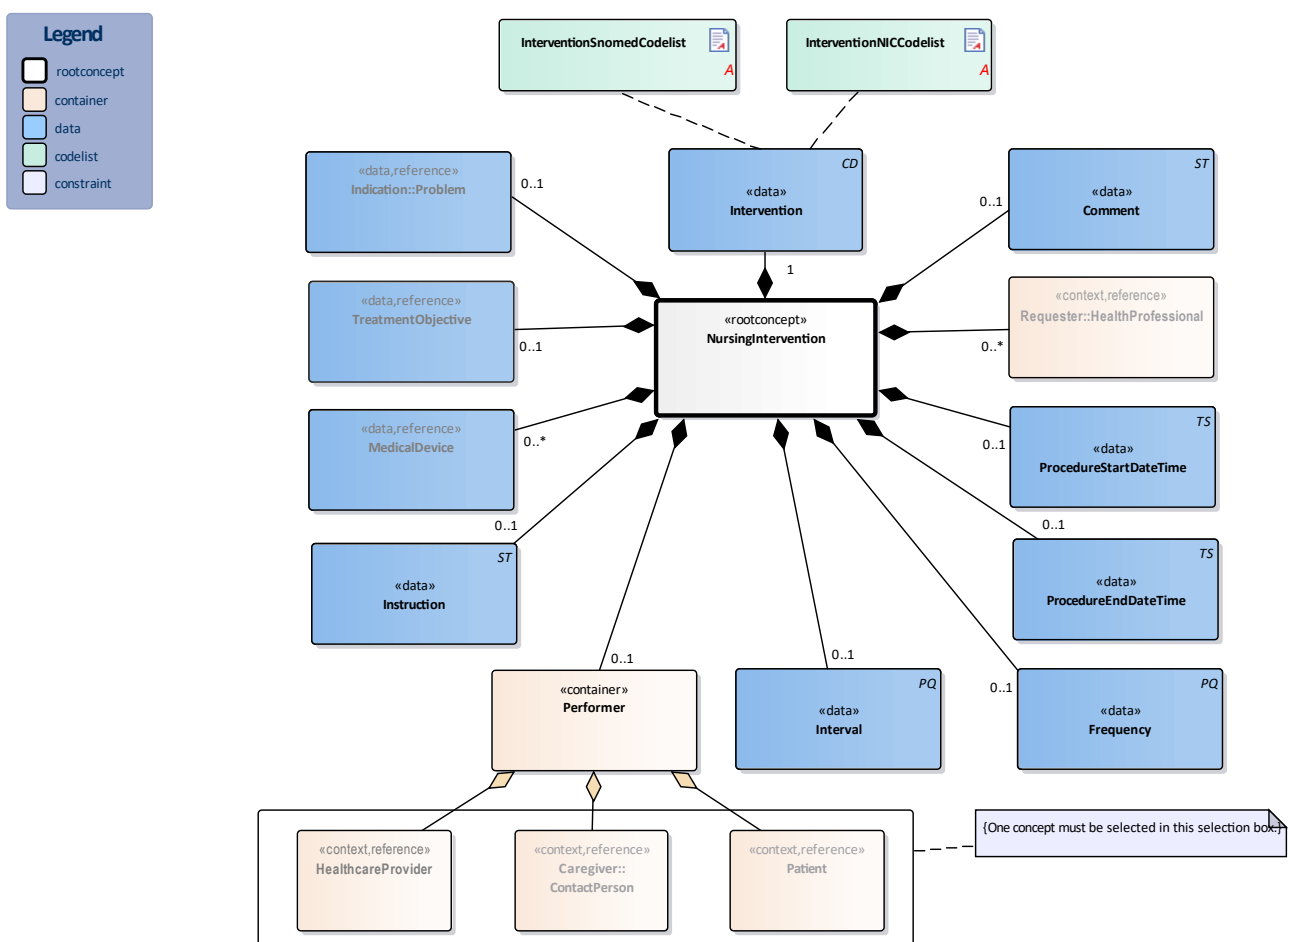 Legend
rootconcept
container
data
codelist
constraint
InterventionSnomedCodelist
A
InterventionNICCodelist
A
«data,reference»
Indication::Problem
0..1
CD
«data»
Intervention
1
ST
«data»
Comment
0..1
«data,reference»
TreatmentObjective
0..1
«rootconcept»
NursingIntervention
«context,reference»
Requester::HealthProfessional
0..*
«data,reference»
MedicalDevice
0..*
TS
«data»
ProcedureStartDateTime
0..1
ST
«data»
Instruction
0..1
TS
«data»
ProcedureEndDateTime
0..1
«container»
Performer
0..1
PQ
«data»
Interval
0..1
PQ
«data»
Frequency
0..1
«context,reference»
HealthcareProvider
«context,reference»
Caregiver::
ContactPerson
«context,reference»
Patient
{One concept must be selected in this selection box.}